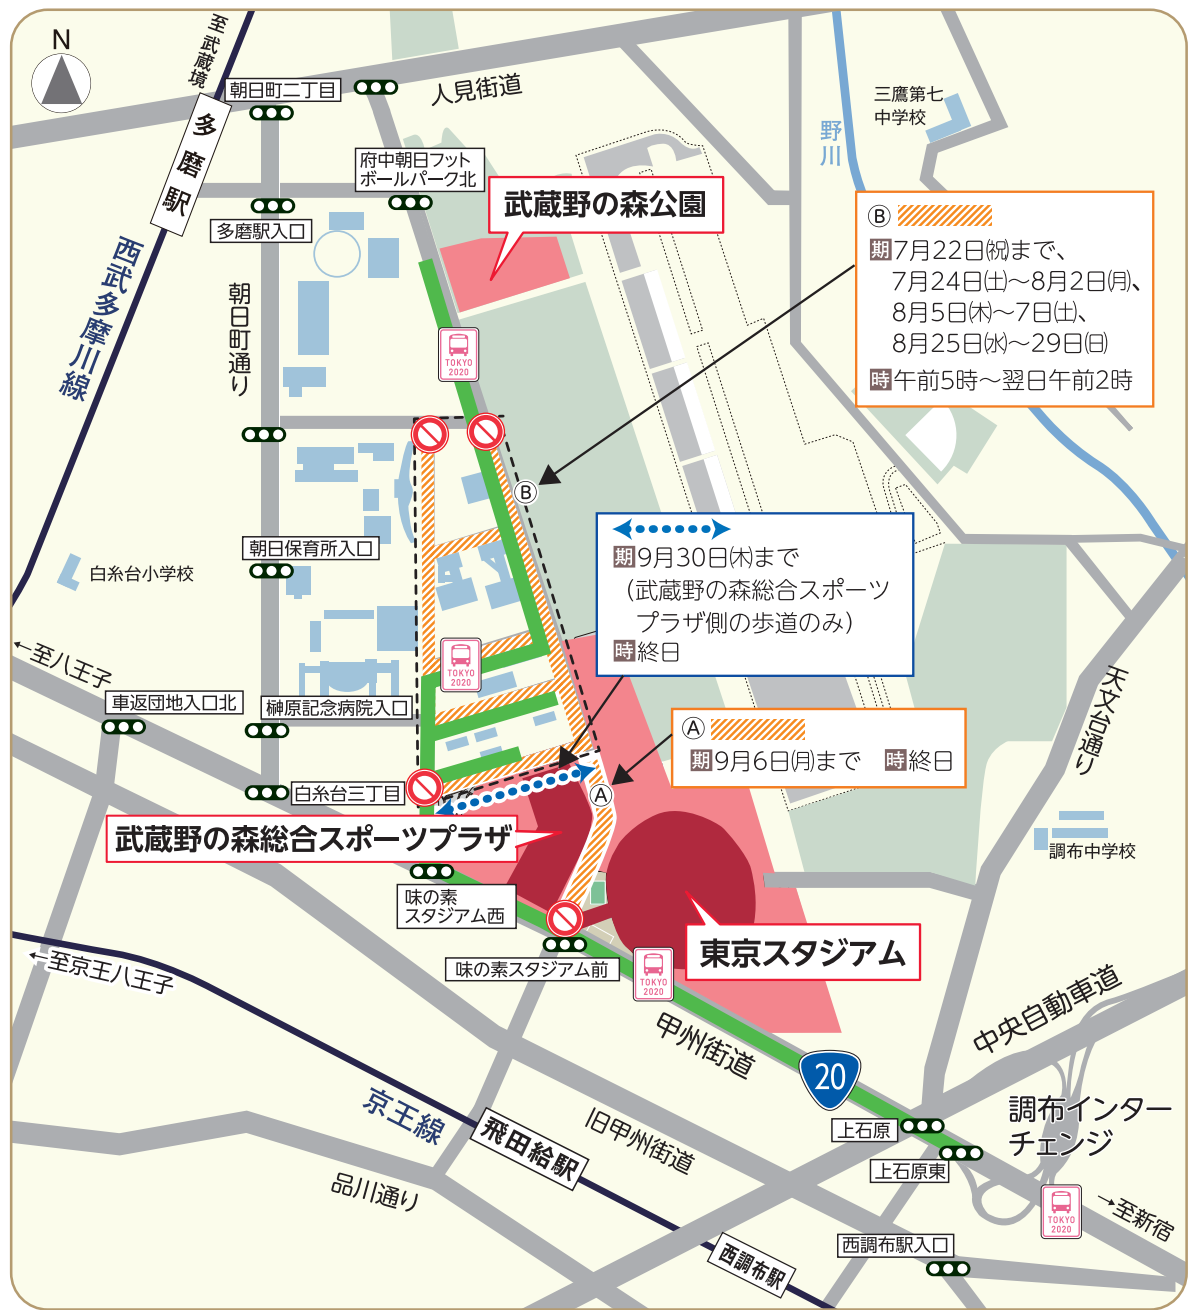 N
至武蔵境
朝日町二丁目
人見街道
三鷹第七
中学校
野川
多磨駅
府中朝日フット
ボールパーク北
武蔵野の森公園
多磨駅入口
西武多摩川線
朝日町通り
Ⓑ
期7月22日㊗まで、
7月24日㈯～8月2日㈪、
8月5日㈭～7日㈯、
8月25日㈬～29日㈰
時午前5時～翌日午前2時
TOKYO
2020
Ⓑ
期9月30日㈭まで
（武蔵野の森総合スポーツ
プラザ側の歩道のみ）
時終日
朝日保育所入口
白糸台小学校
TOKYO
2020
←至八王子
車返団地入口北
榊原記念病院入口
天文台通り
Ⓐ
期9月6日㈪まで 時終日
白糸台三丁目
Ⓐ
武蔵野の森総合スポーツプラザ
調布中学校
味の素
スタジアム西
東京スタジアム
味の素スタジアム前
TOKYO
2020
←至京王八王子
甲州街道
中央自動車道
20
京王線
飛田給駅
旧甲州街道
上石原
上石原東
調布インター
チェンジ
品川通り
TOKYO
2020
→至新宿
西調布駅入口
西調布駅